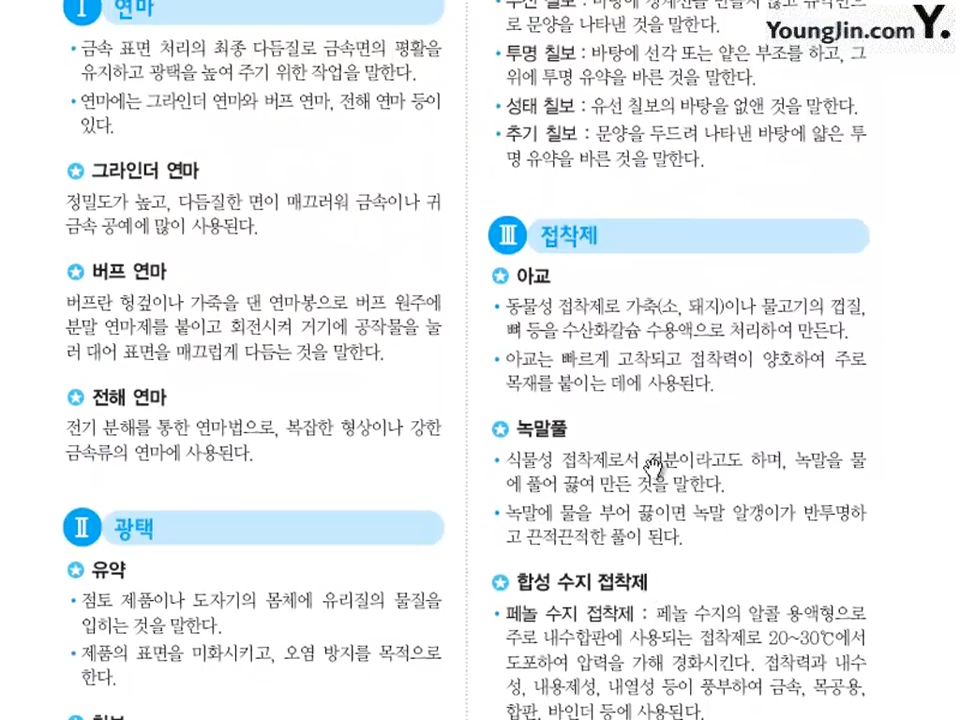 Ⅰ 연마
• 금속 표면 처리의 최종 다듬질로 금속면의 평활을
유지하고 광택을 높여 주기 위한 작업을 말한다.
• 연마에는 그라인더 연마와 버프 연마, 전해 연마 등이
있다.
그라인더 연마
정밀도가 높고, 다듬질한 면이 매끄러워 금속이나 귀
금속 공예에 많이 사용된다.
버프 연마
버프란 헝겊이나 가죽을 댄 연마봉으로 버프 원주에
분말 연마제를 붙이고 회전시켜 거기에 공작물을 눌
러 대어 표면을 매끄럽게 다듬는 것을 말한다.
전해 연마
전기 분해를 통한 연마법으로, 복잡한 형상이나 강한
금속류의 연마에 사용된다.
Ⅱ 광택
유약
• 점토 제품이나 도자기의 몸체에 유리질의 물질을
입히는 것을 말한다.
• 제품의 표면을 미화시키고, 오염 방지를 목적으로
한다.
로 문양을 나타낸 것을 말한다.
• 투명 칠보 : 바탕에 선각 또는 얕은 부조를 하고, 그
위에 투명 유약을 바른 것을 말한다.
• 성태 칠보 : 유선 칠보의 바탕을 없앤 것을 말한다.
• 추기 칠보 : 문양을 두드려 나타낸 바탕에 얇은 투
명 유약을 바른 것을 말한다.
Ⅲ 접착제
아교
• 동물성 접착제로 가축(소, 돼지)이나 물고기의 껍질,
뼈 등을 수산화칼슘 수용액으로 처리하여 만든다.
• 아교는 빠르게 고착되고 접착력이 양호하여 주로
목재를 붙이는 데에 사용된다.
녹말풀
• 식물성 접착제로서 전분이라고도 하며, 녹말을 물
에 풀어 끓여 만든 것을 말한다.
• 녹말에 물을 부어 끓이면 녹말 알갱이가 반투명하
고 끈적끈적한 풀이 된다.
합성 수지 접착제
• 페놀 수지 접착제 : 페놀 수지의 알콜 용액형으로
주로 내수합판에 사용되는 접착제로 20~30℃에서
도포하여 압력을 가해 경화시킨다. 접착력과 내수
성, 내용제성, 내열성 등이 풍부하여 금속, 목공용,
합판, 바인더 등에 사용된다.
YoungJin.com Y.